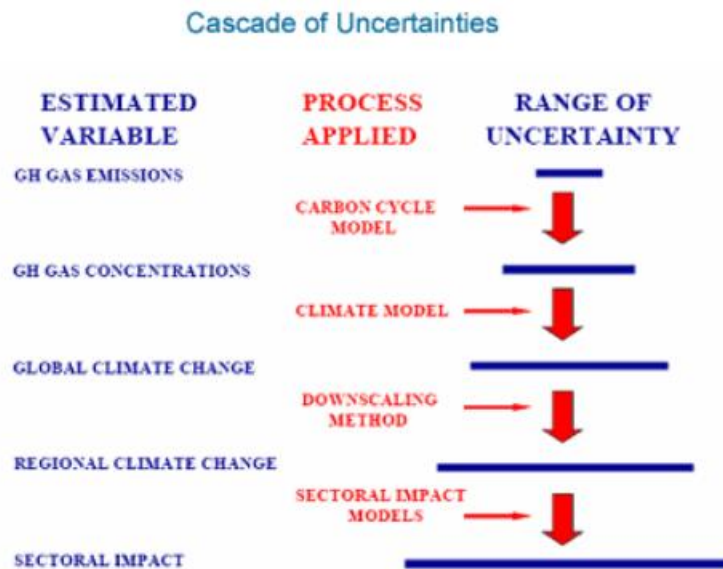 Cascade of Uncertainties
ESTIMATED
VARIABLE
PROCESS
APPLIED
RANGE OF
UNCERTAINTY
GH GAS EMISSIONS
CARBON CYCLE
MODEL
GH GAS CONCENTRATIONS
CLIMATE MODEL
GLOBAL CLIMATE CHANGE
DOWNSCALING
METHOD
REGIONAL CLIMATE CHANGE
SECTORAL IMPACT
MODELS
SECTORAL IMPACT